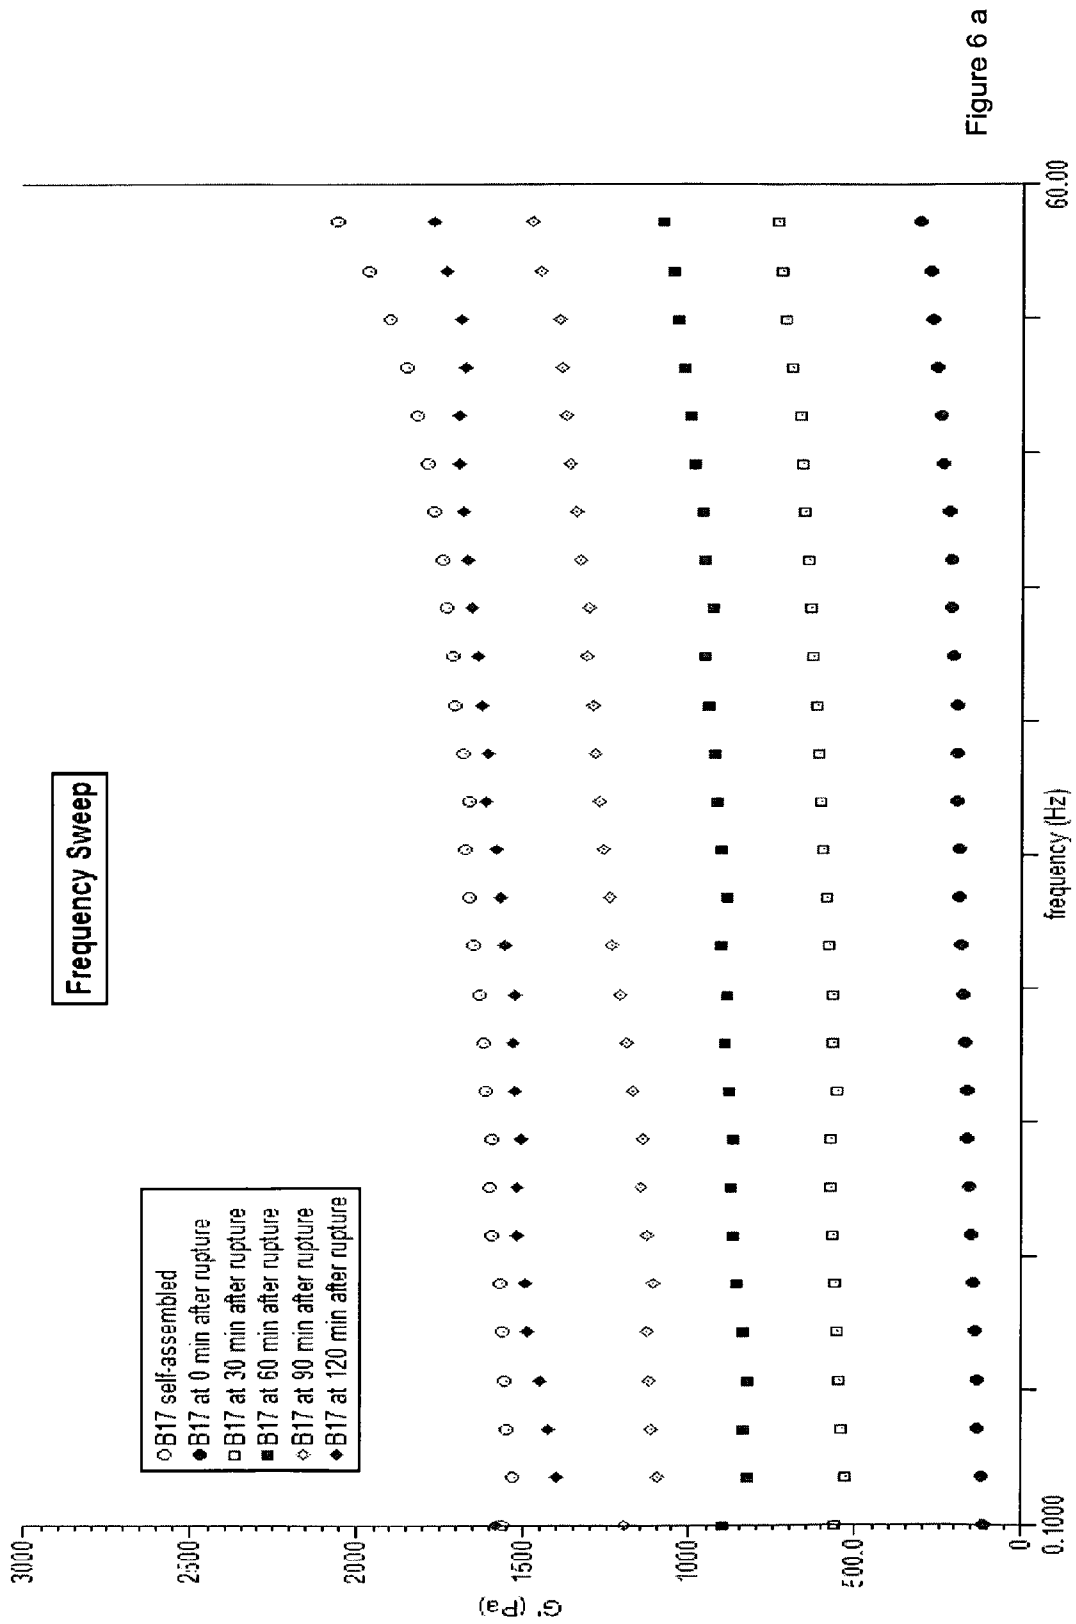 Frequency Sweep
B17 self-assembled
B17 at 0 min after rupture
B17 at 30 min after rupture
B17 at 60 min after rupture
B17 at 90 min after rupture
B17 at 120 min after rupture
3000
2500
2000
1500
1000
500.0
0
G' (Pa)
0.1000
frequency (Hz)
60.00
Figure 6 a